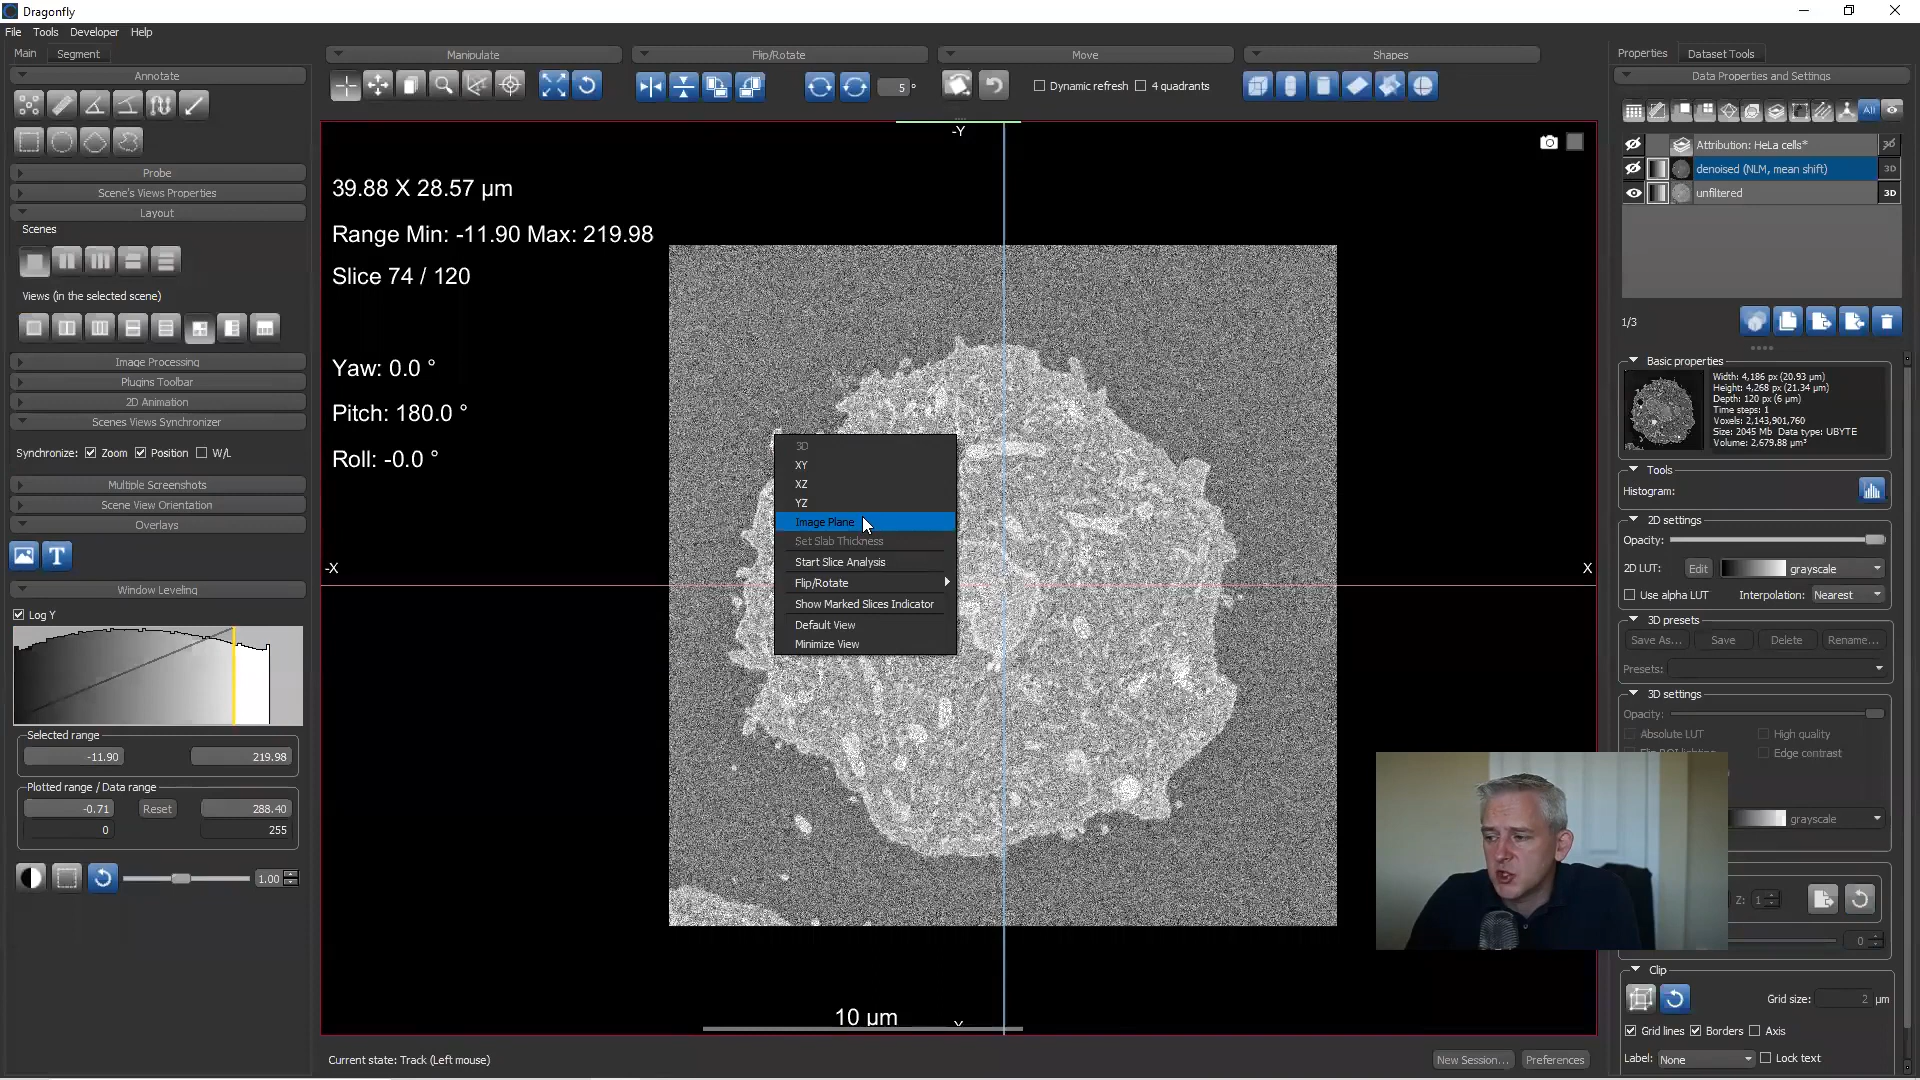 Dragonfly
File Tools Developer Help
Main Segment
Annotate
Probe
Scene's Views Properties
Layout
Scenes
Views (in the selected scene)
Image Processing
Plugins Toolbar
2D Animation
Scenes Views Synchronizer
Synchronize: Zoom Position W/L
Multiple Screenshots
Scene View Orientation
Overlays
T
Window Leveling
Log Y
Selected range
-11.90 219.98
Plotted range / Data range
-0.71 Reset 288.40
0 255
1.00
Manipulate Flip/Rotate Move Shapes
5 °
Dynamic refresh 4 quadrants
-Y
39.88 X 28.57 µm
Range Min: -11.90 Max: 219.98
Slice 74 / 120
Yaw: 0.0 °
Pitch: 180.0 °
Roll: -0.0 °
-X X
3D
XY
XZ
YZ
Image Plane
Set Slab Thickness
Start Slice Analysis
Flip/Rotate
Show Marked Slices Indicator
Default View
Minimize View
10 µm
Current state: Track (Left mouse)
New Session... Preferences
Properties Dataset Tools
Data Properties and Settings
All
Attribution: HeLa cells*
denoised (NLM, mean shift) 3D
unfiltered 3D
1/3
Basic properties
Width: 4,186 px (20.93 µm)
Height: 4,268 px (21.34 µm)
Depth: 120 px (6 µm)
Time steps: 1
Voxels: 2,143,901,760
Size: 2045 Mb Data type: UBYTE
Volume: 2,679.88 µm³
Tools
Histogram:
2D settings
Opacity:
2D LUT: Edit grayscale
Use alpha LUT Interpolation: Nearest
3D presets
Save As... Save Delete Rename...
Presets:
3D settings
Opacity:
Absolute LUT High quality
Edge contrast
grayscale
Z: 1
0
Clip
Grid size: 2 µm
Grid lines Borders Axis
Label: None Lock text